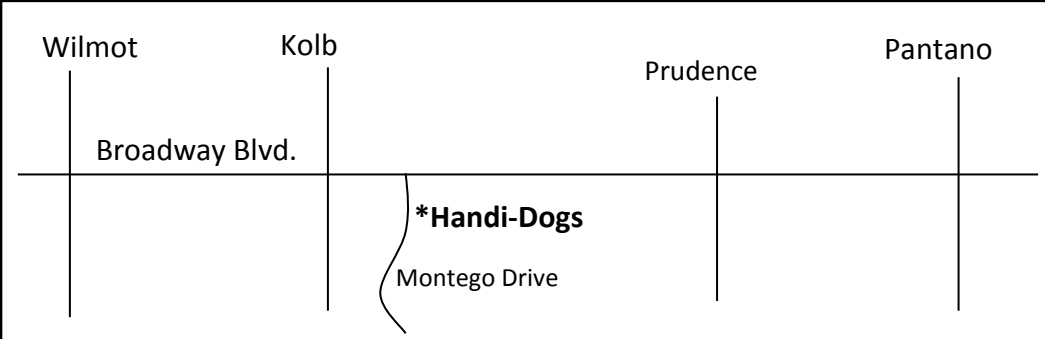 Wilmot
Kolb
Prudence
Pantano
Broadway Blvd.
*Handi-Dogs
Montego Drive